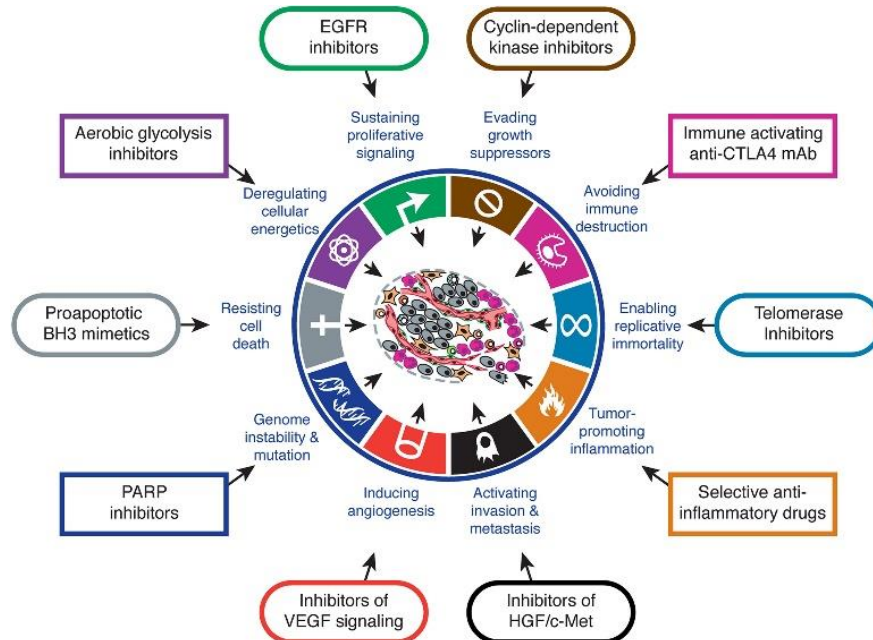 EGFR
inhibitors
Cyclin-dependent
kinase inhibitors
Sustaining
proliferative
signaling
Evading
growth
suppressors
Aerobic glycolysis
inhibitors
Immune activating
anti-CTLA4 mAb
Deregulating
cellular
energetics
Avoiding
immune
destruction
Proapoptotic
BH3 mimetics
Resisting
cell
death
Enabling
replicative
immortality
Telomerase
Inhibitors
Genome
instability &
mutation
Tumor-
promoting
inflammation
PARP
inhibitors
Inducing
angiogenesis
Activating
invasion &
metastasis
Selective anti-
inflammatory drugs
Inhibitors of
VEGF signaling
Inhibitors of
HGF/c-Met